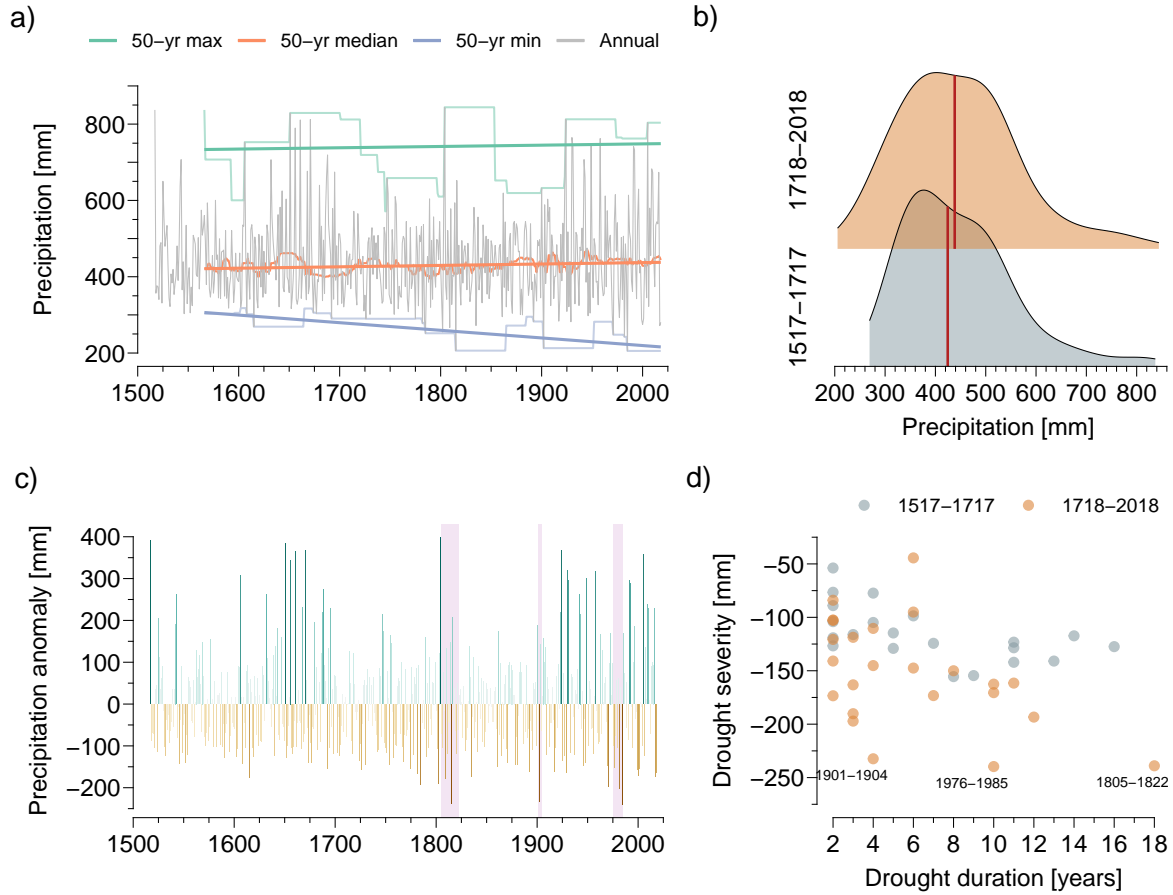 a)
50−yr max 50−yr median 50−yr min Annual
Precipitation [mm]
800
600
400
200
1500 1600 1700 1800 1900 2000
b)
1718−2018
1517−1717
200 300 400 500 600 700 800
Precipitation [mm]
c)
Precipitation anomaly [mm]
400
300
200
100
0
−100
−200
1500 1600 1700 1800 1900 2000
d)
1517−1717 1718−2018
Drought severity [mm]
−50
−100
−150
−200
−250
1901−1904 1976−1985 1805−1822
2 4 6 8 10 12 14 16 18
Drought duration [years]